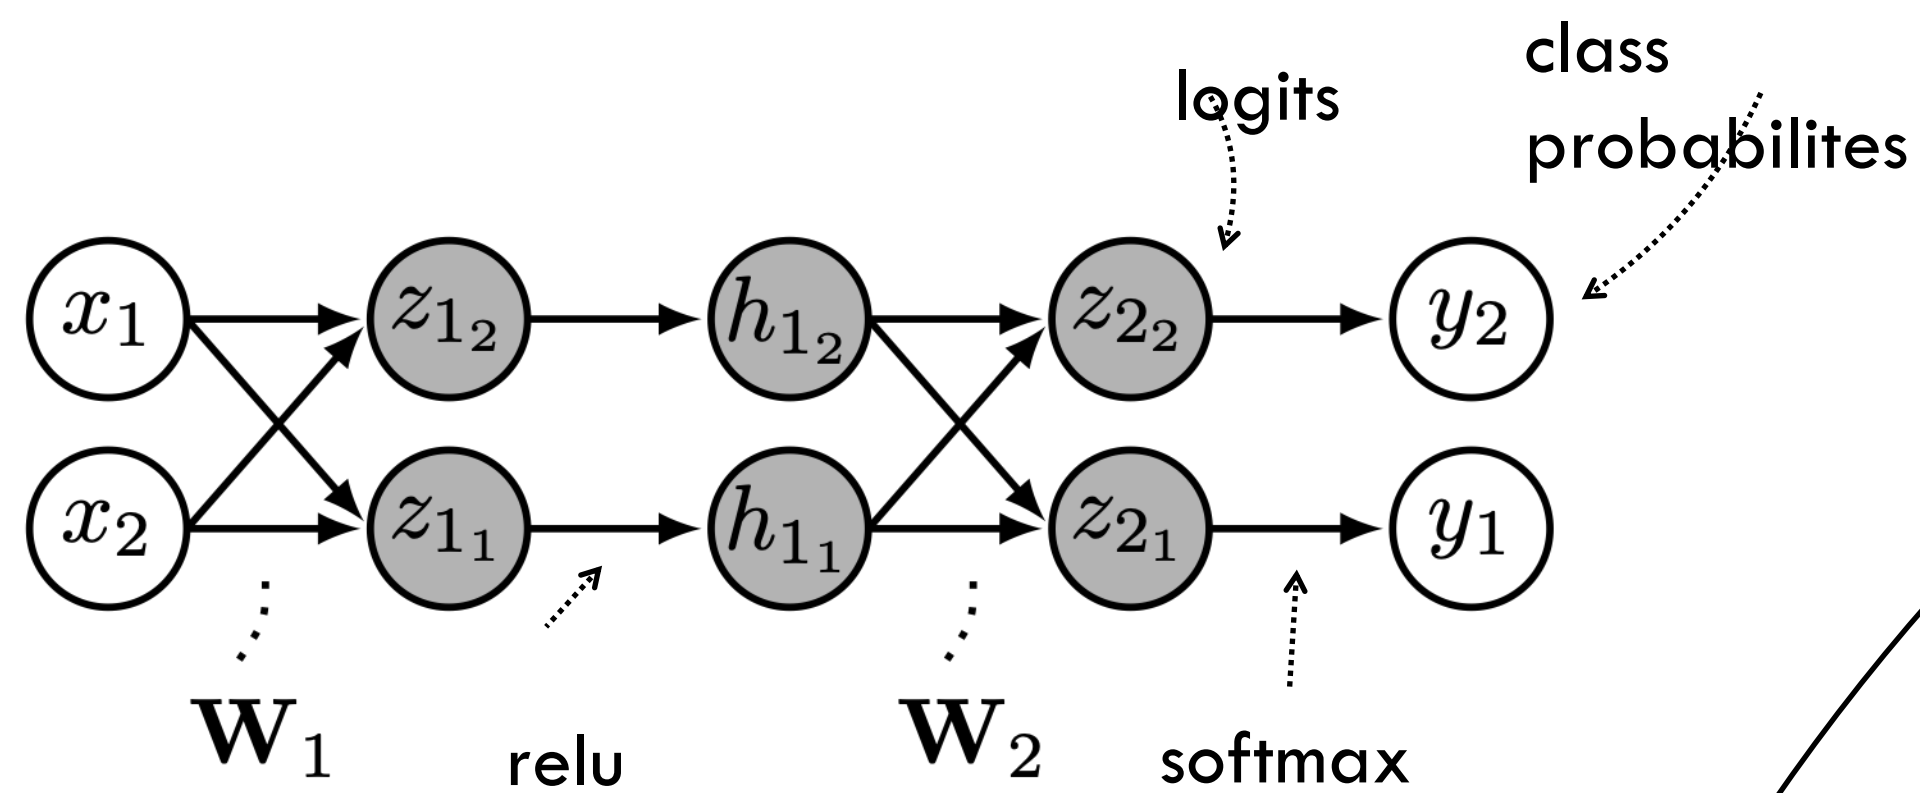 class
logits
probabilites
x₁ z₁₂ h₁₂ z₂₂ y₂
x₂ z₁₁ h₁₁ z₂₁ y₁
W₁ relu W₂ softmax